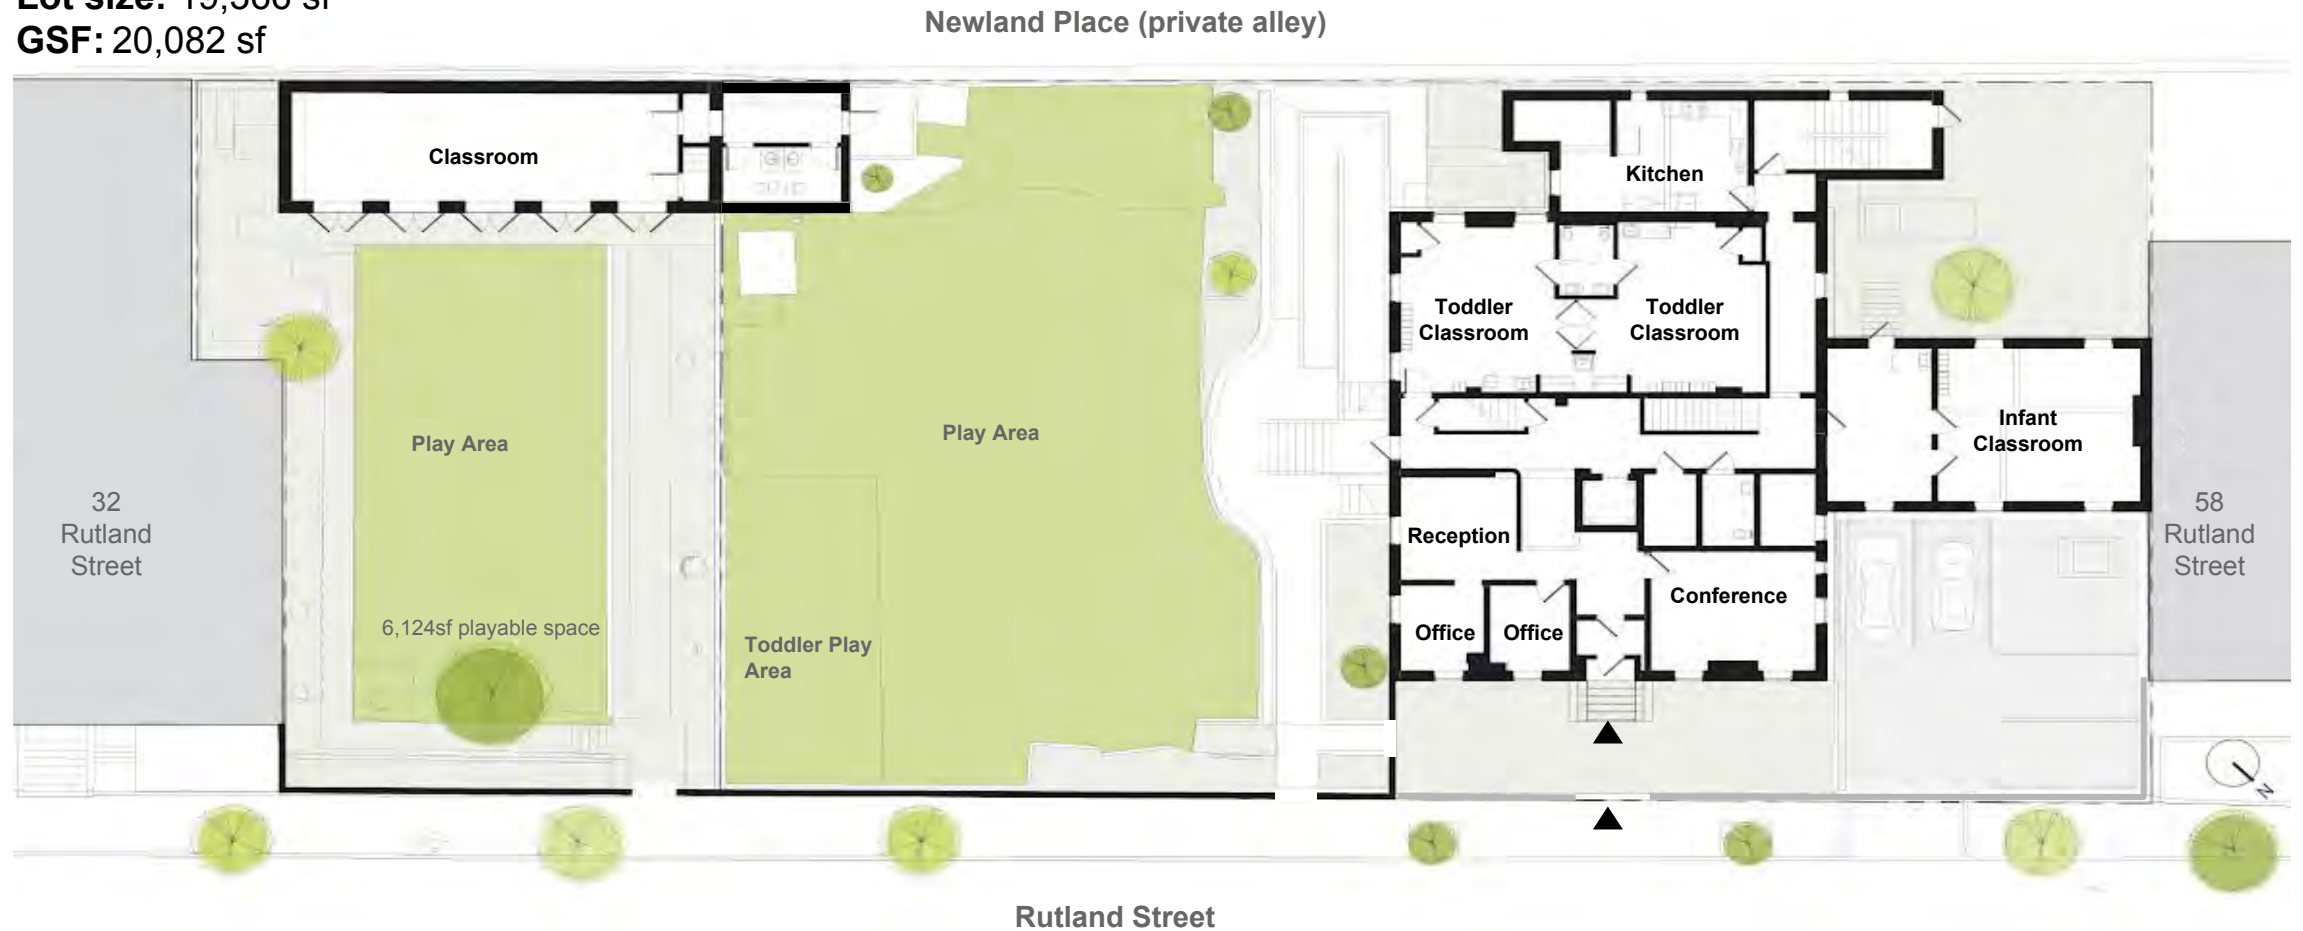 GSF: 20,082 sf
Newland Place (private alley)
Classroom
Kitchen
Toddler
Classroom
Toddler
Classroom
Infant
Classroom
Play Area
Play Area
32
Rutland
Street
58
Rutland
Street
Reception
Conference
Office
Office
6,124sf playable space
Toddler Play
Area
N
Rutland Street